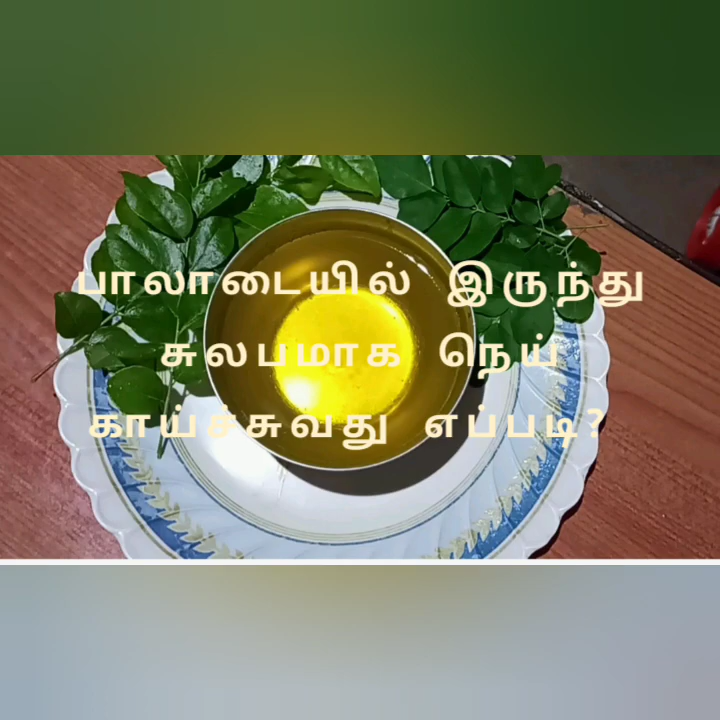 பாலாடையில் இருந்து
சுலபமாக நெய்
காய்ச்சுவது எப்படி?